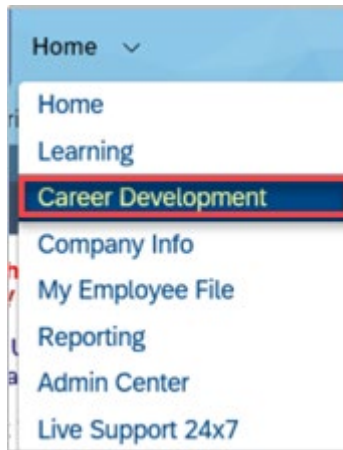 Home
Home
Learning
Career Development
Company Info
My Employee File
Reporting
Admin Center
Live Support 24x7